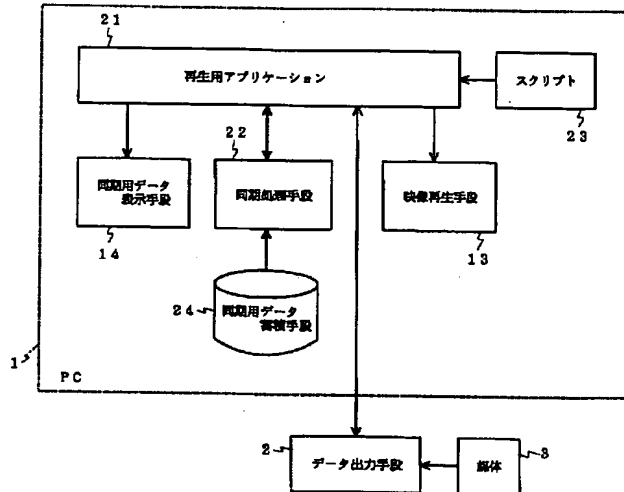 21
再生用アプリケーション
スクリプト
23
22
同期用データ
表示手段
同期処理手段
映像再生手段
14
13
24
同期用データ
蓄積手段
1
PC
2
データ出力手段
媒体
3